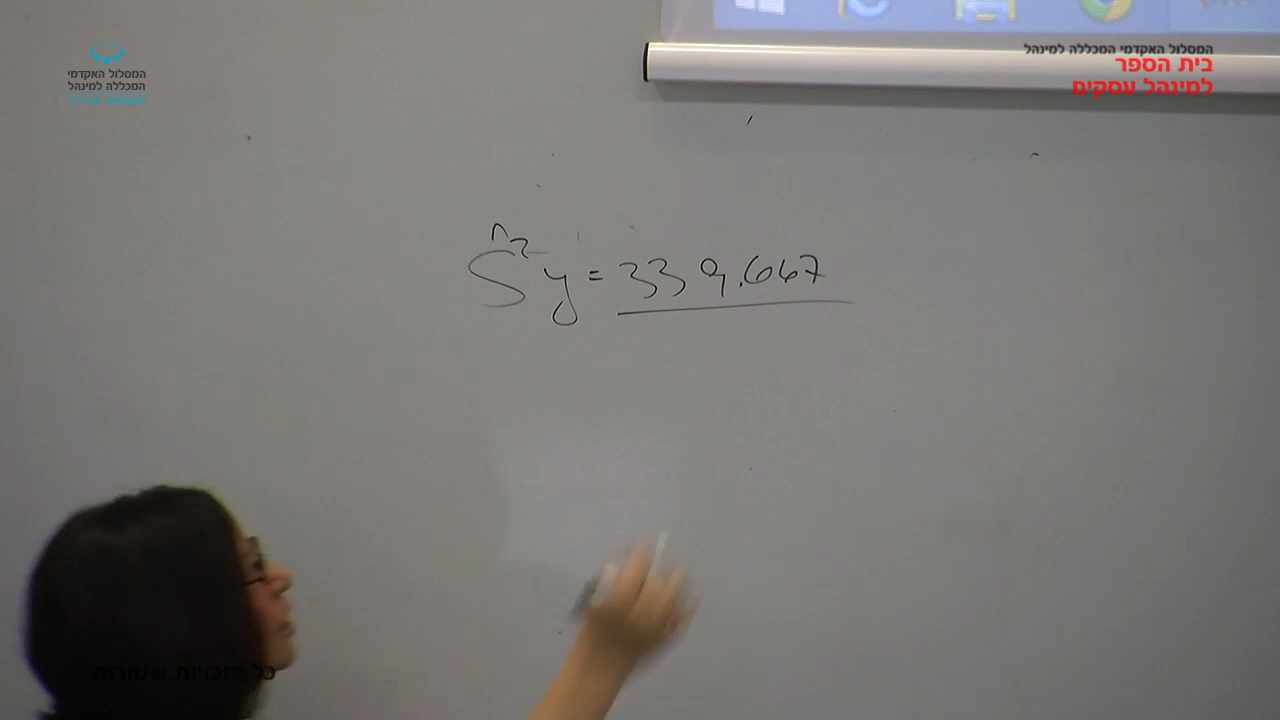 המסלול האקדמי
המכללה למינהל
המסלול האקדמי המכללה למינהל
בית הספר
למינהל עסקים
Ŝ²y = 339.667
כל הזכויות שמורות